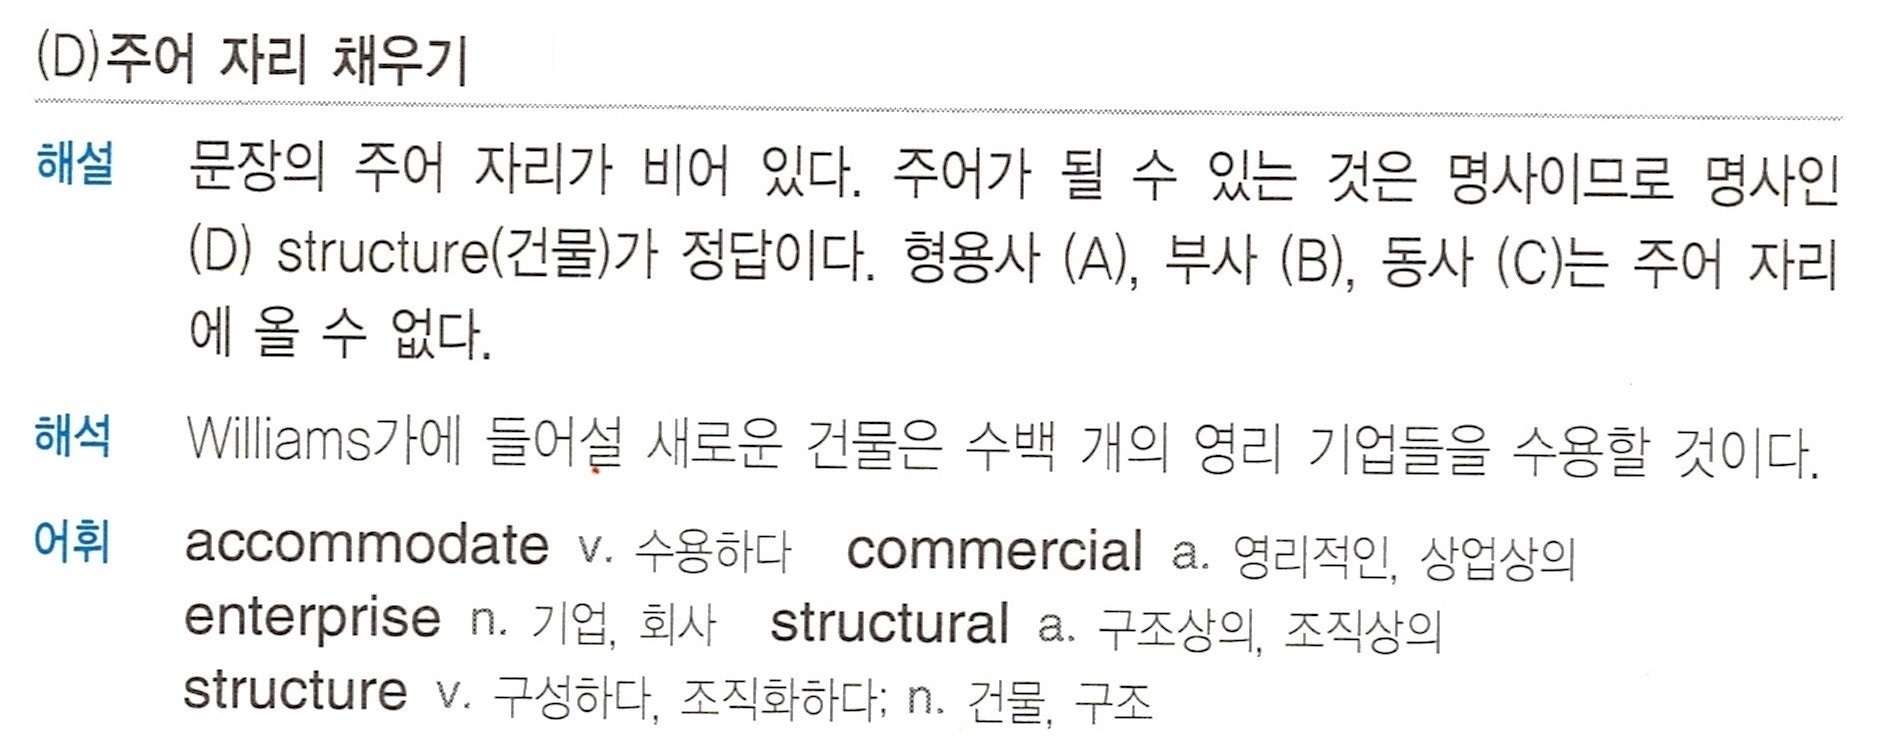 (D)주어 자리 채우기
해설 문장의 주어 자리가 비어 있다. 주어가 될 수 있는 것은 명사이므로 명사인
(D) structure(건물)가 정답이다. 형용사 (A), 부사 (B), 동사 (C)는 주어 자리
에 올 수 없다.
해석 Williams가에 들어설 새로운 건물은 수백 개의 영리 기업들을 수용할 것이다.
어휘 accommodate v. 수용하다 commercial a. 영리적인, 상업상의
enterprise n. 기업, 회사 structural a. 구조상의, 조직상의
structure v. 구성하다, 조직화하다; n. 건물, 구조